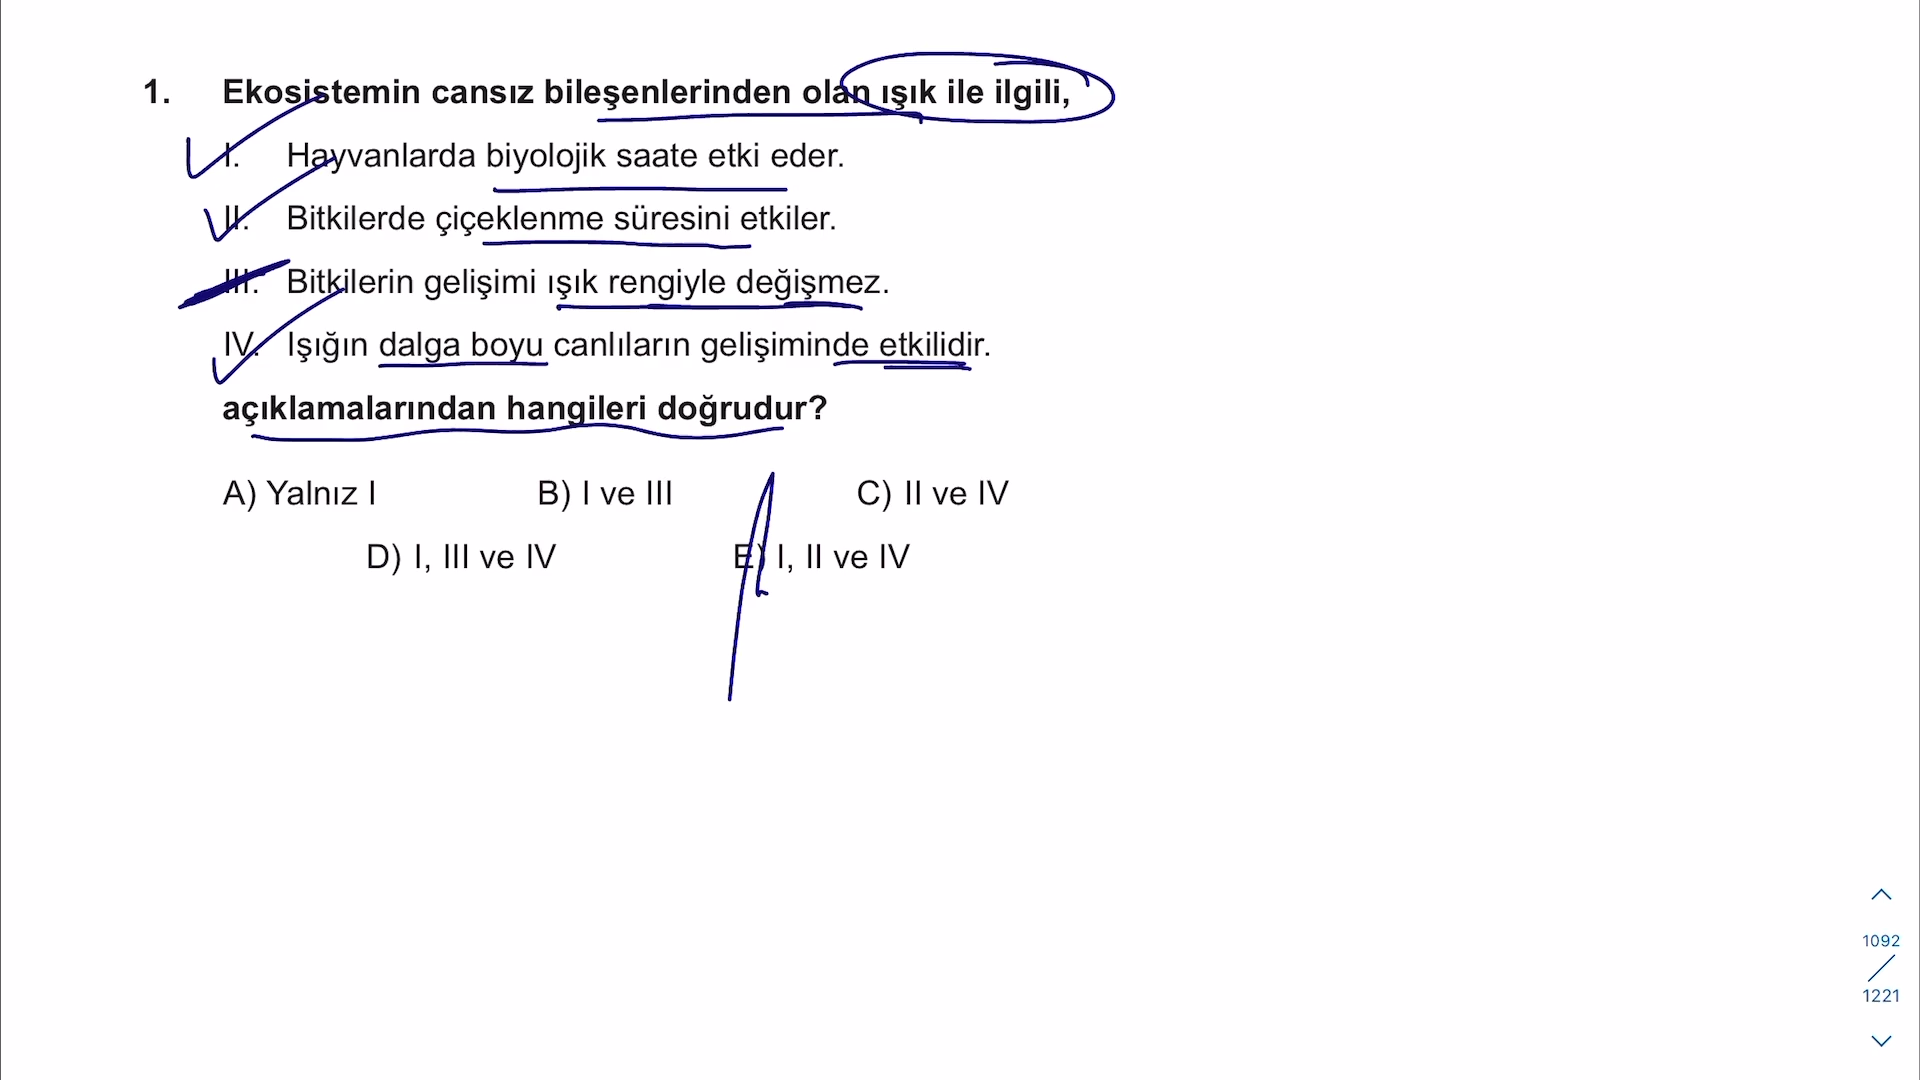 1. Ekosistemin cansız bileşenlerinden olan ışık ile ilgili,
I. Hayvanlarda biyolojik saate etki eder.
II. Bitkilerde çiçeklenme süresini etkiler.
III. Bitkilerin gelişimi ışık rengiyle değişmez.
IV. Işığın dalga boyu canlıların gelişiminde etkilidir.
açıklamalarından hangileri doğrudur?
A) Yalnız I B) I ve III C) II ve IV
D) I, III ve IV E) I, II ve IV
1092
1221